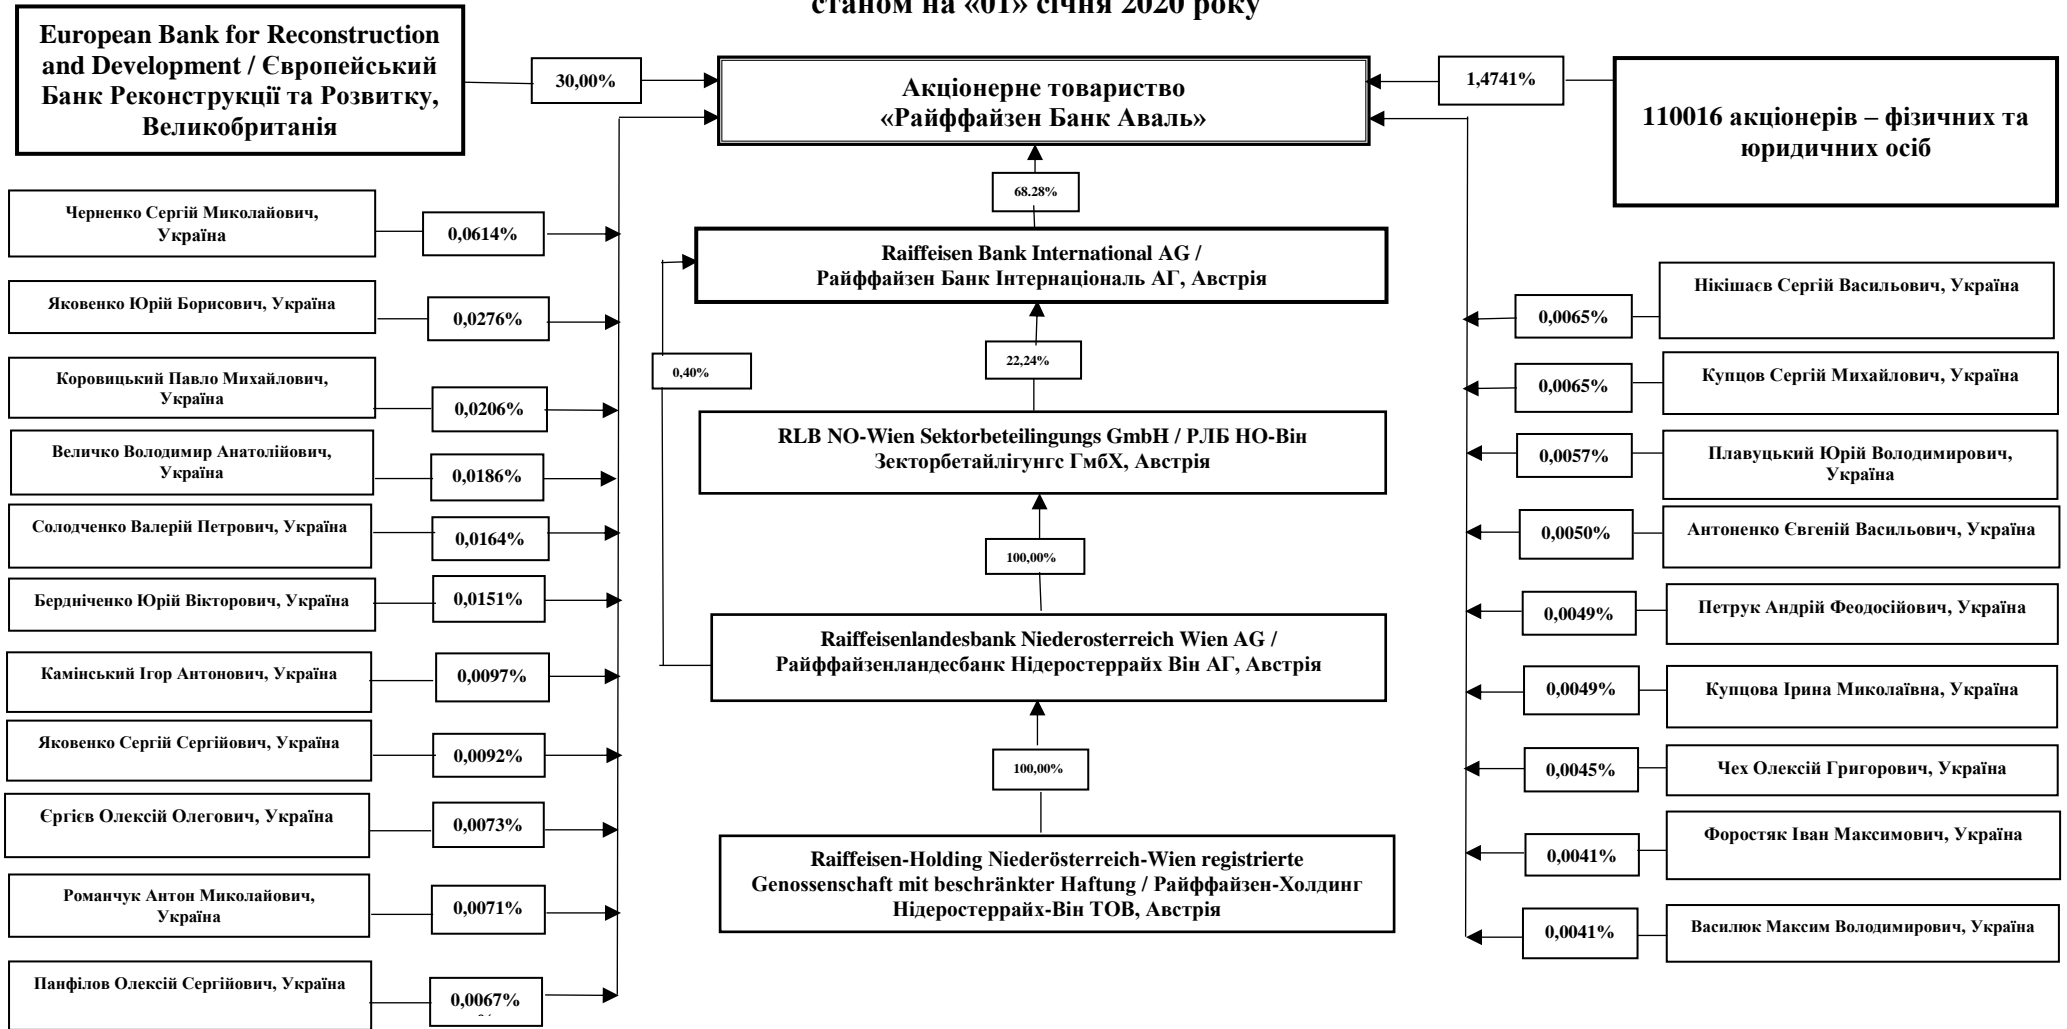 станом на «01» січня 2020 року
European Bank for Reconstruction
and Development / Європейський
Банк Реконструкції та Розвитку,
Великобританія
30,00%
Акціонерне товариство
«Райффайзен Банк Аваль»
1,4741%
110016 акціонерів – фізичних та
юридичних осіб
68.28%
Raiffeisen Bank International AG /
Райффайзен Банк Інтернаціональ АГ, Австрія
22,24%
0,40%
RLB NO-Wien Sektorbeteilingungs GmbH / РЛБ НО-Він
Зекторбетайлігунгс ГмбХ, Австрія
100,00%
Raiffeisenlandesbank Niederosterreich Wien AG /
Райффайзенландесбанк Нідеростеррайх Він АГ, Австрія
100,00%
Raiffeisen-Holding Niederösterreich-Wien registrierte
Genossenschaft mit beschränkter Haftung / Райффайзен-Холдинг
Нідеростеррайх-Він ТОВ, Австрія
Черненко Сергій Миколайович,
Україна
0,0614%
Яковенко Юрій Борисович, Україна
0,0276%
Коровицький Павло Михайлович,
Україна
0,0206%
Величко Володимир Анатолійович,
Україна
0,0186%
Солодченко Валерій Петрович, Україна
0,0164%
Бердніченко Юрій Вікторович, Україна
0,0151%
Камінський Ігор Антонович, Україна
0,0097%
Яковенко Сергій Сергійович, Україна
0,0092%
Єргієв Олексій Олегович, Україна
0,0073%
Романчук Антон Миколайович,
Україна
0,0071%
Панфілов Олексій Сергійович, Україна
0,0067%
Нікішаєв Сергій Васильович, Україна
0,0065%
Купцов Сергій Михайлович, Україна
0,0065%
Плавуцький Юрій Володимирович,
Україна
0,0057%
Антоненко Євгеній Васильович, Україна
0,0050%
Петрук Андрій Феодосійович, Україна
0,0049%
Купцова Ірина Миколаївна, Україна
0,0049%
Чех Олексій Григорович, Україна
0,0045%
Форостяк Іван Максимович, Україна
0,0041%
Василюк Максим Володимирович, Україна
0,0041%